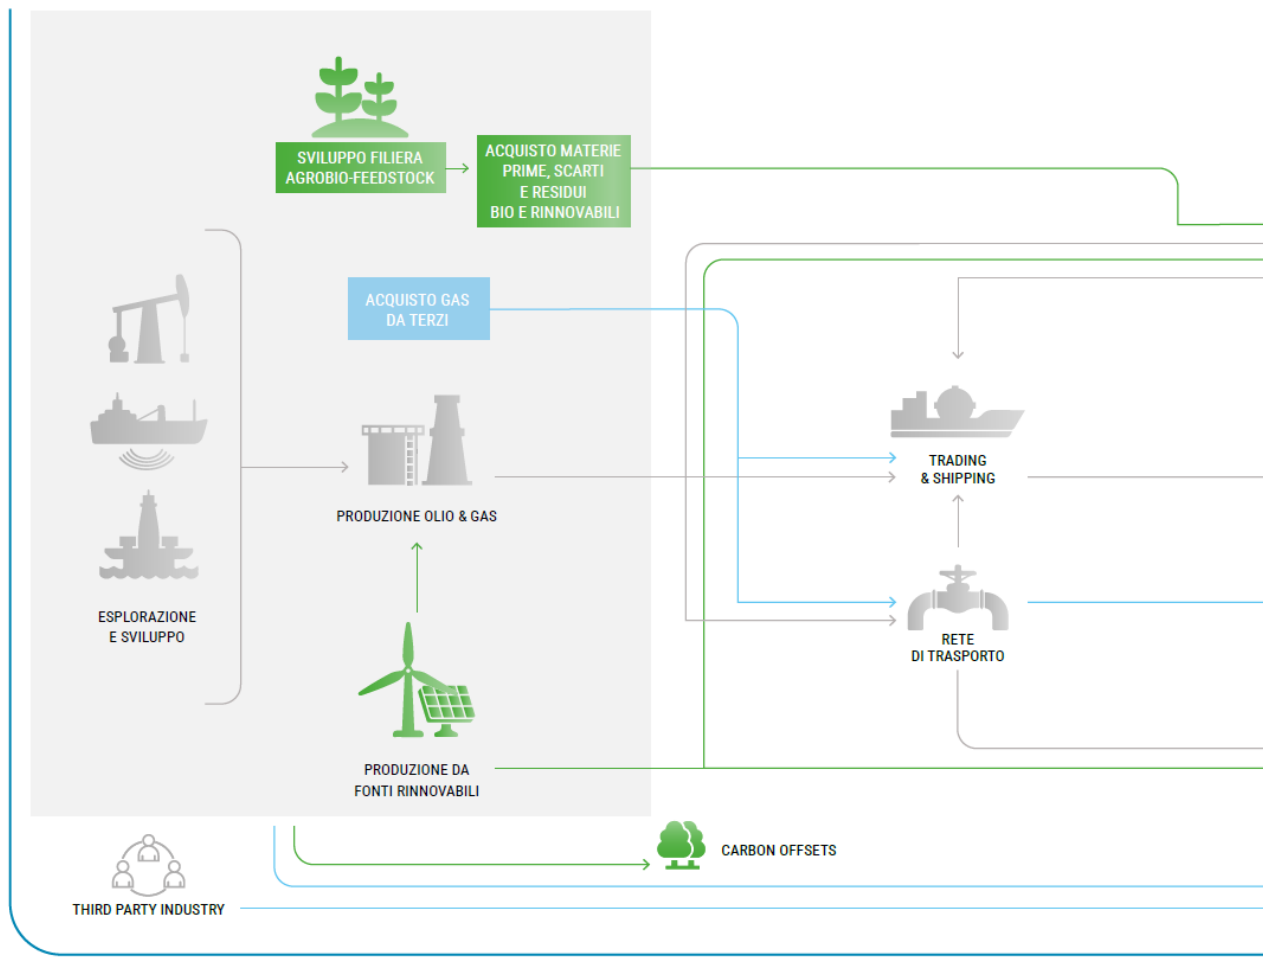 SVILUPPO FILIERA
AGROBIO-FEEDSTOCK
ACQUISTO MATERIE
PRIME, SCARTI
E RESIDUI
BIO E RINNOVABILI
ACQUISTO GAS
DA TERZI
TRADING
& SHIPPING
PRODUZIONE OLIO & GAS
ESPLORAZIONE
E SVILUPPO
RETE
DI TRASPORTO
PRODUZIONE DA
FONTI RINNOVABILI
CARBON OFFSETS
THIRD PARTY INDUSTRY